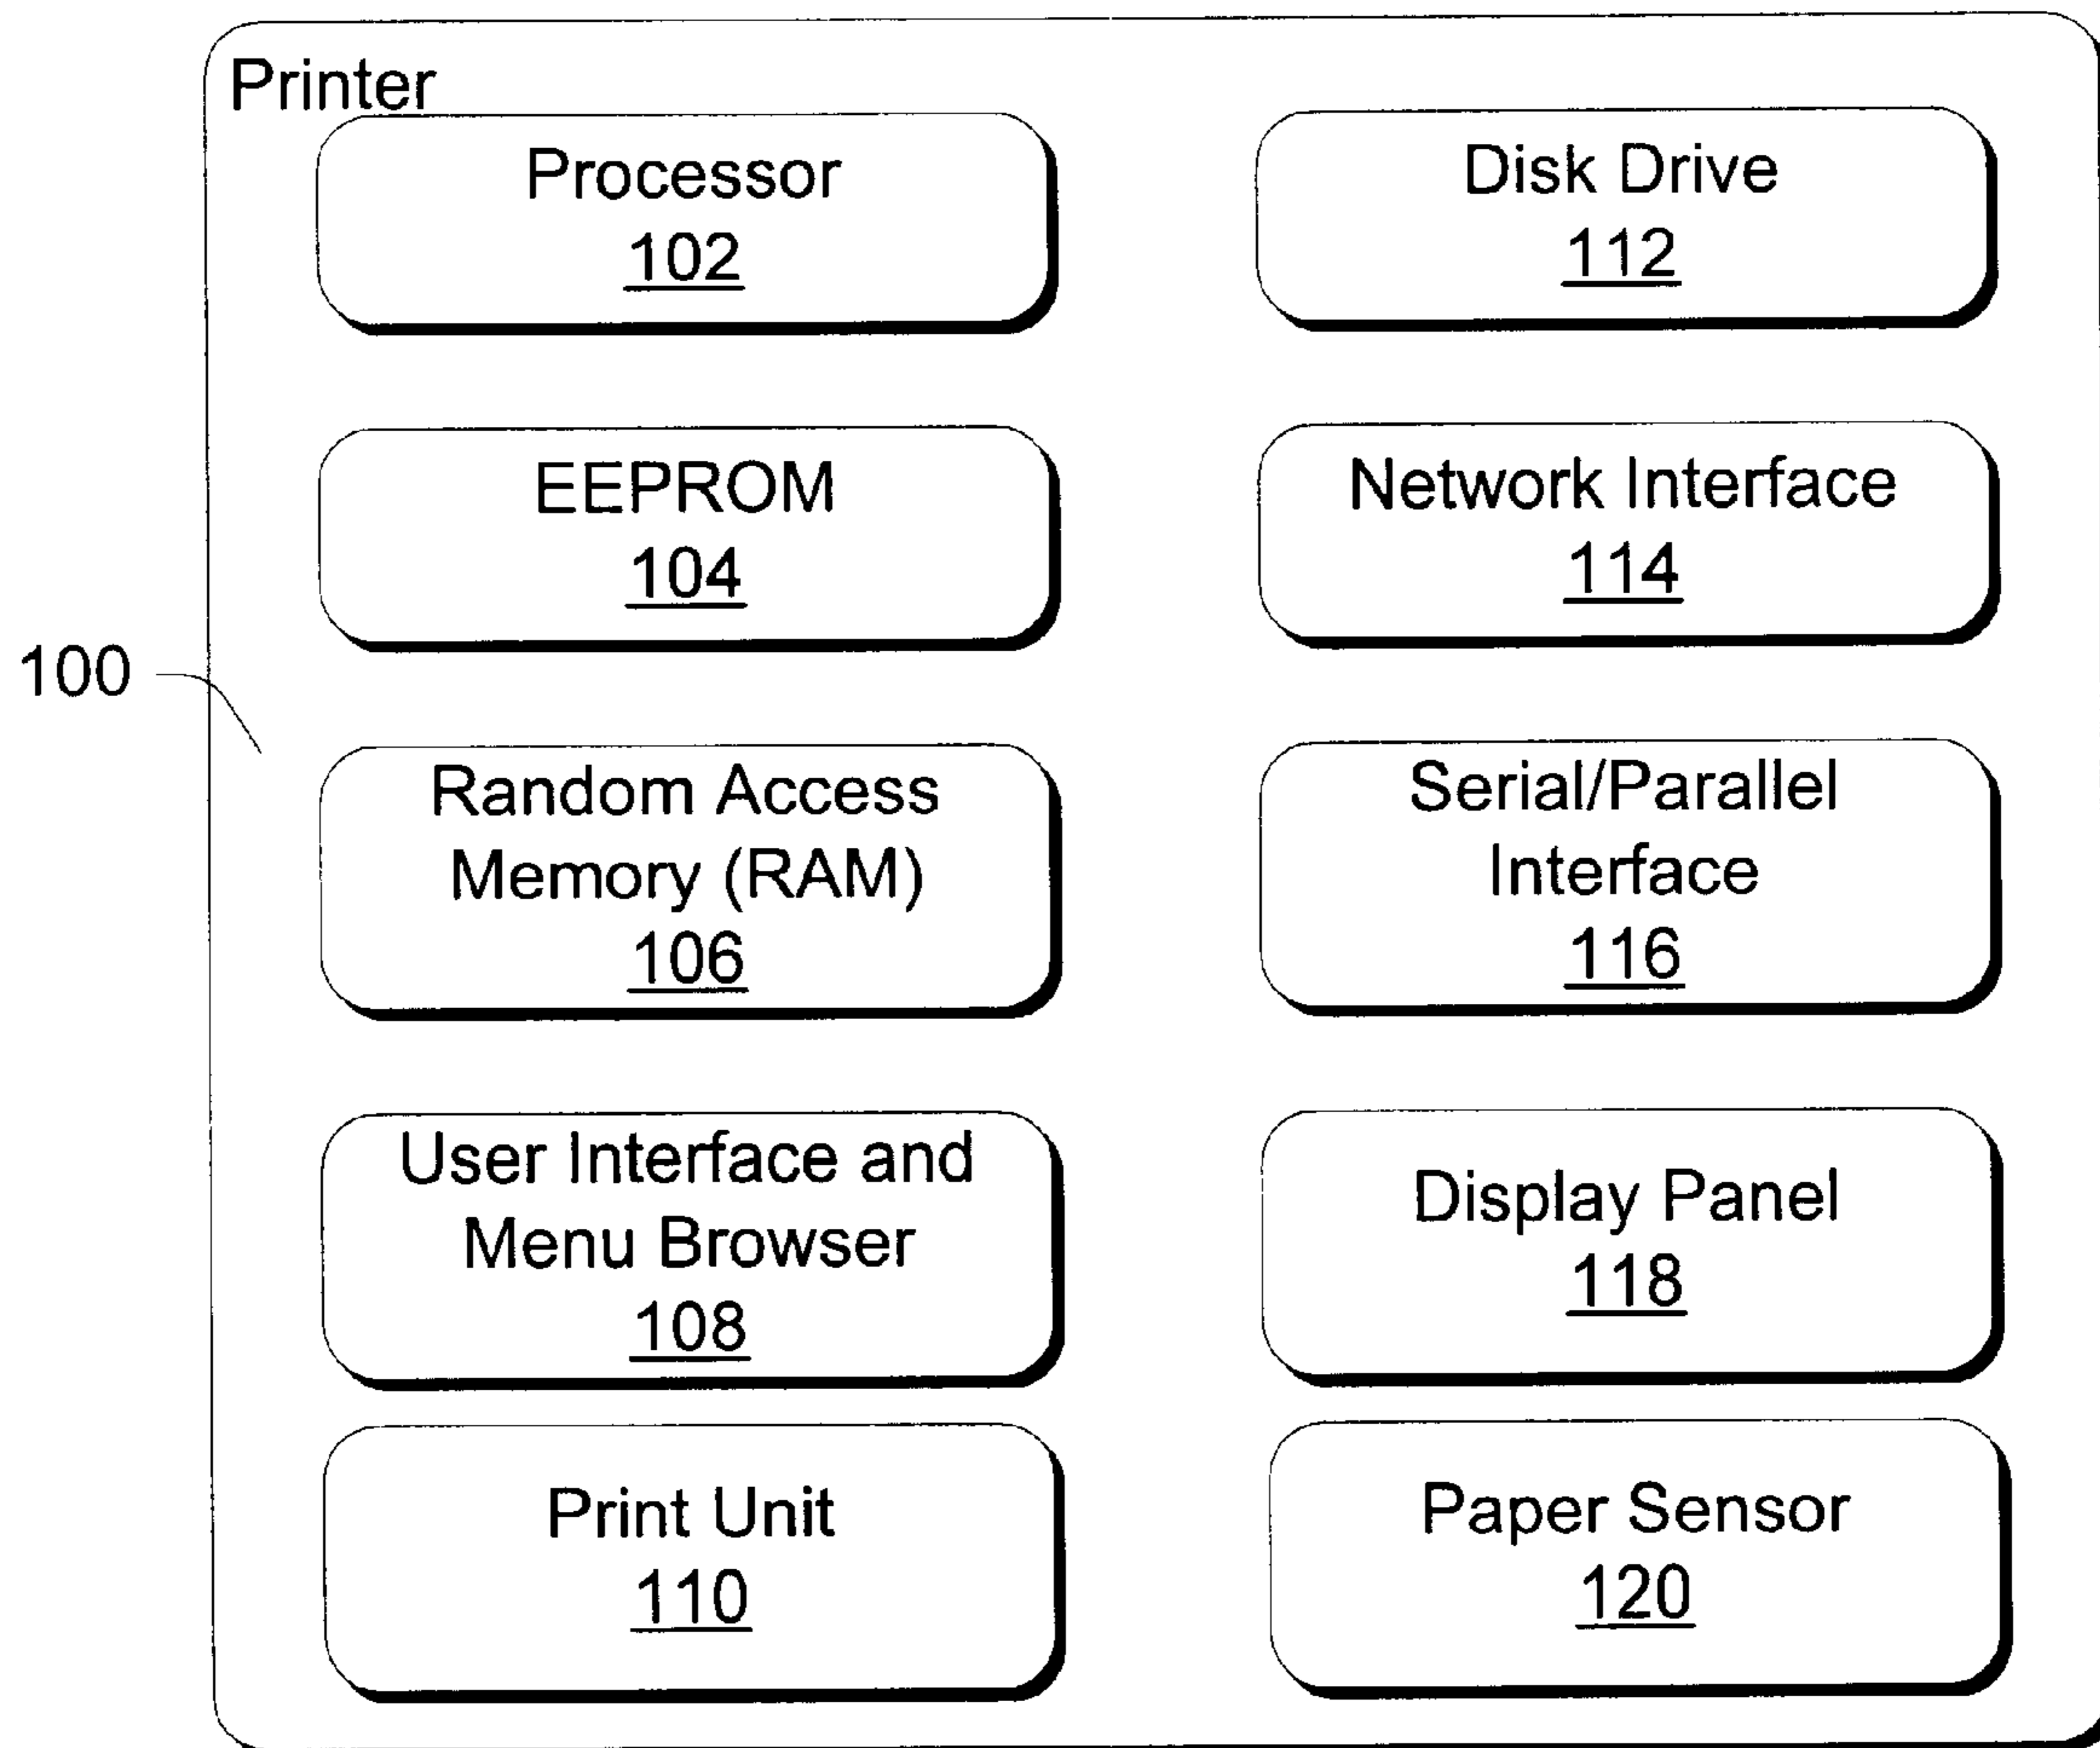 Printer
Processor
102
Disk Drive
112
EEPROM
104
Network Interface
114
100
Random Access
Memory (RAM)
106
Serial/Parallel
Interface
116
User Interface and
Menu Browser
108
Display Panel
118
Print Unit
110
Paper Sensor
120